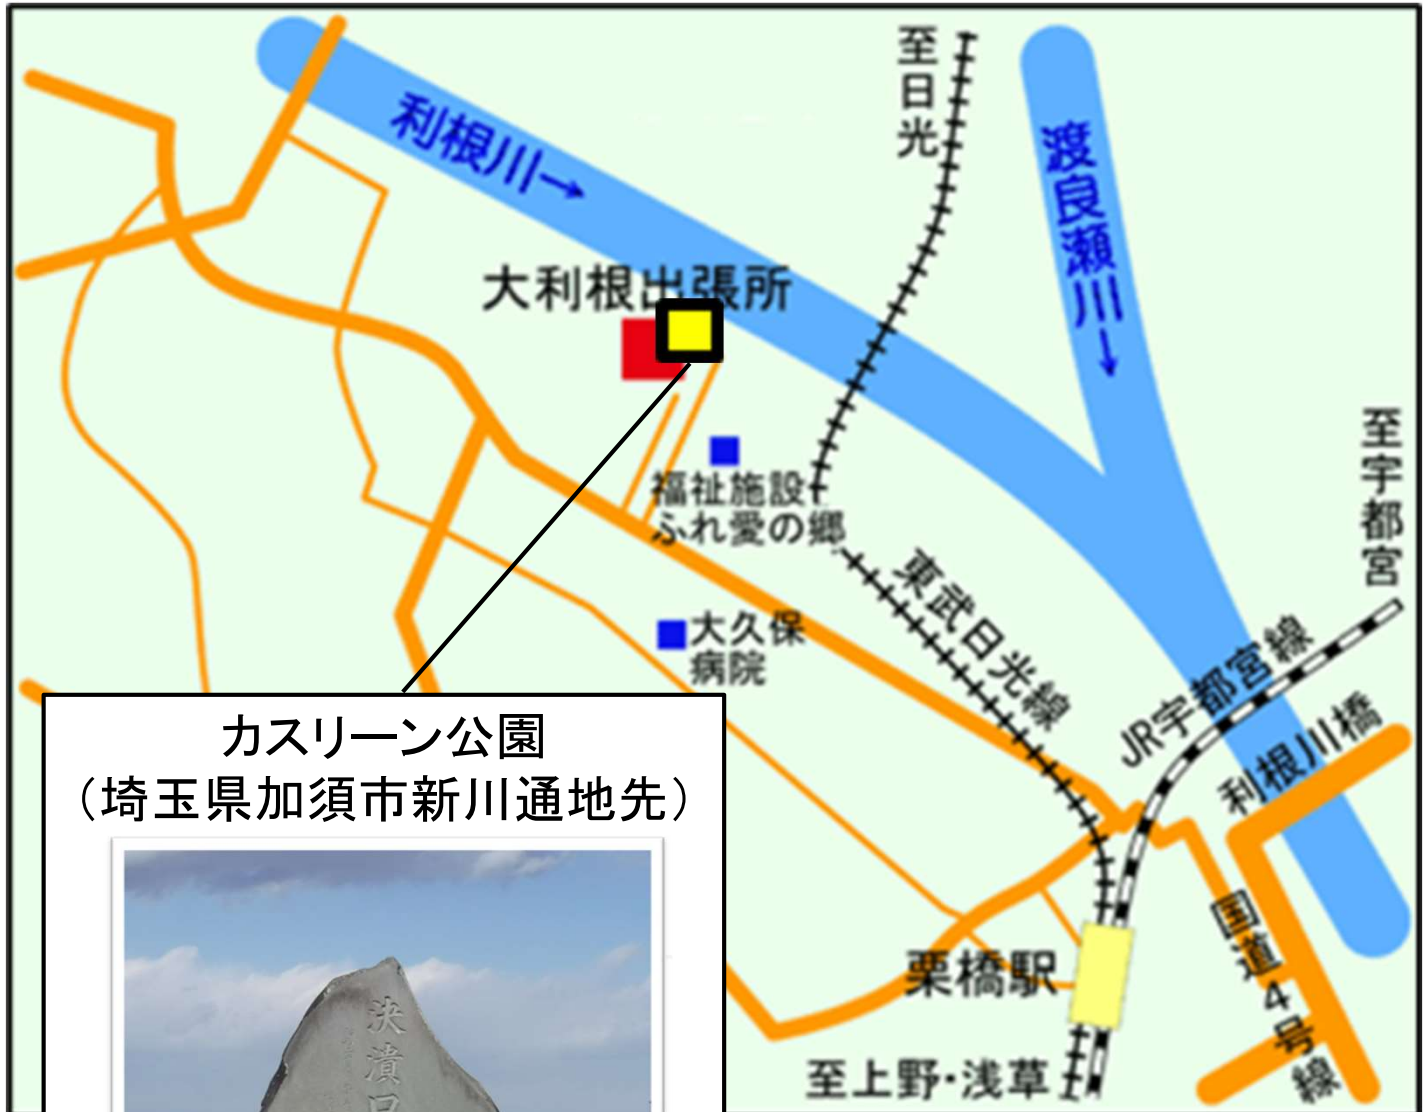 利根川→
至日光
渡良瀬川→
大利根出張所
至宇都宮
福祉施設
ふれ愛の郷
東武日光線
大久保
病院
JR宇都宮線
利根川橋
カスリーン公園
（埼玉県加須市新川通地先）
国道4号線
栗橋駅
至上野・浅草
決潰口